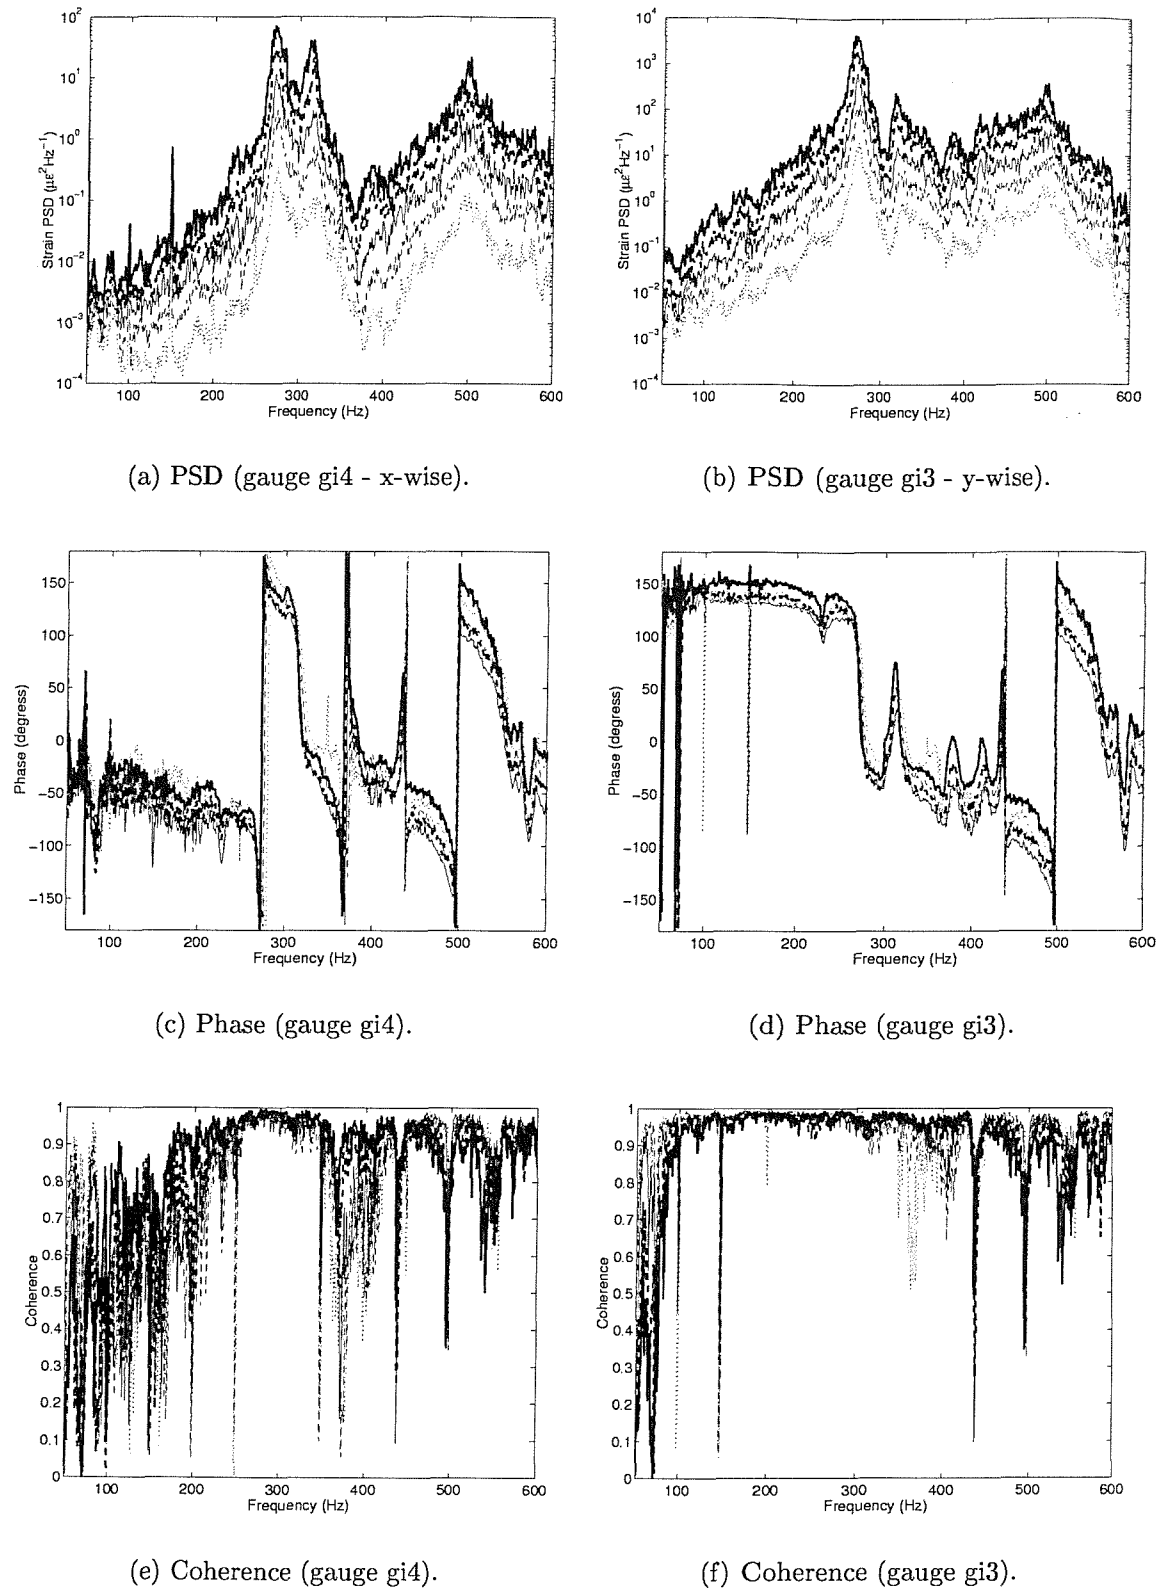 10^2
10^1
10^0
10^-1
10^-2
10^-3
10^-4
Strain PSD (με²Hz⁻¹)
100 200 300 400 500 600
Frequency (Hz)
(a) PSD (gauge gi4 - x-wise).
10^4
10^3
10^2
10^1
10^0
10^-1
10^-2
10^-3
10^-4
Strain PSD (με²Hz⁻¹)
100 200 300 400 500 600
Frequency (Hz)
(b) PSD (gauge gi3 - y-wise).
150
100
50
0
−50
−100
−150
Phase (degress)
100 200 300 400 500 600
Frequency (Hz)
(c) Phase (gauge gi4).
150
100
50
0
−50
−100
−150
Phase (degress)
100 200 300 400 500 600
Frequency (Hz)
(d) Phase (gauge gi3).
1
0.9
0.8
0.7
0.6
0.5
0.4
0.3
0.2
0.1
0
Coherence
100 200 300 400 500 600
Frequency (Hz)
(e) Coherence (gauge gi4).
1
0.9
0.8
0.7
0.6
0.5
0.4
0.3
0.2
0.1
0
Coherence
100 200 300 400 500 600
Frequency (Hz)
(f) Coherence (gauge gi3).